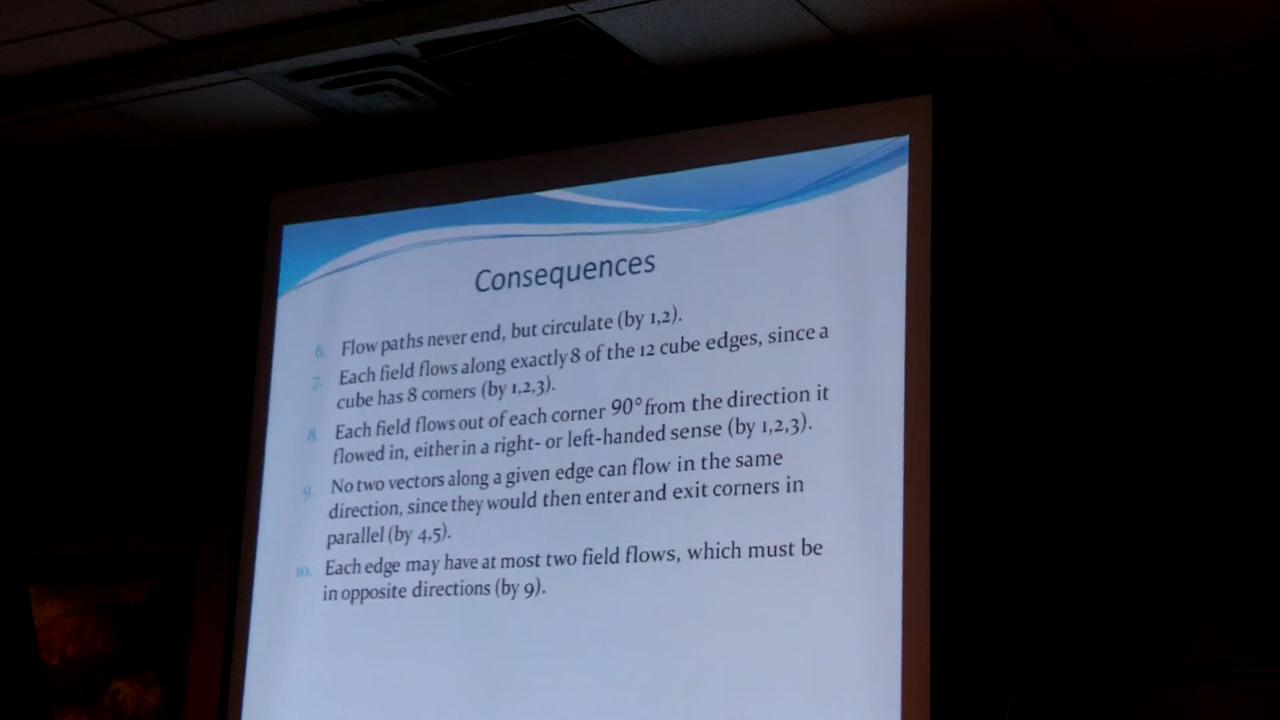 Consequences
6. Flow paths never end, but circulate (by 1,2).
7. Each field flows along exactly 8 of the 12 cube edges, since a
cube has 8 corners (by 1,2,3).
8. Each field flows out of each corner 90° from the direction it
flowed in, either in a right- or left-handed sense (by 1,2,3).
9. No two vectors along a given edge can flow in the same
direction, since they would then enter and exit corners in
parallel (by 4,5).
10. Each edge may have at most two field flows, which must be
in opposite directions (by 9).